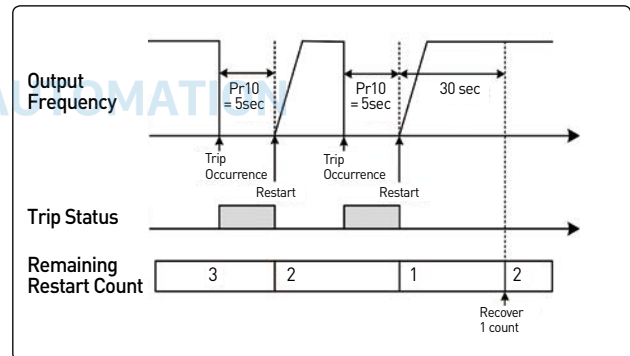 Output
Frequency
AUTOMATION
Pr10
= 5sec
Pr10
= 5sec
30 sec
Trip
Occurrence
Trip
Occurrence
Restart
Restart
Trip Status
Remaining
Restart Count
3
2
1
2
Recover
1 count